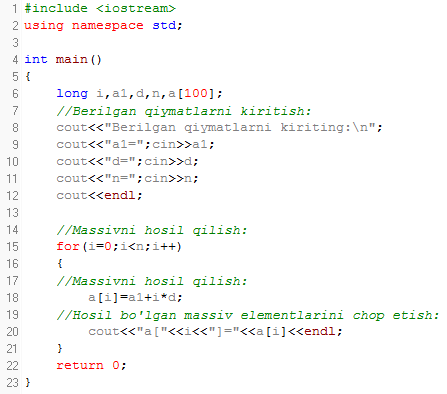 1 #include <iostream>
2 using namespace std;
3
4 int main()
5 {
6     long i,a1,d,n,a[100];
7     //Berilgan qiymatlarni kiritish:
8     cout<<"Berilgan qiymatlarni kiriting:\n";
9     cout<<"a1=";cin>>a1;
10     cout<<"d=";cin>>d;
11     cout<<"n=";cin>>n;
12     cout<<endl;
13
14     //Massivni hosil qilish:
15     for(i=0;i<n;i++)
16     {
17     //Massivni hosil qilish:
18         a[i]=a1+i*d;
19     //Hosil bo'lgan massiv elementlarini chop etish:
20         cout<<"a["<<i<<"]="<<a[i]<<endl;
21     }
22     return 0;
23 }